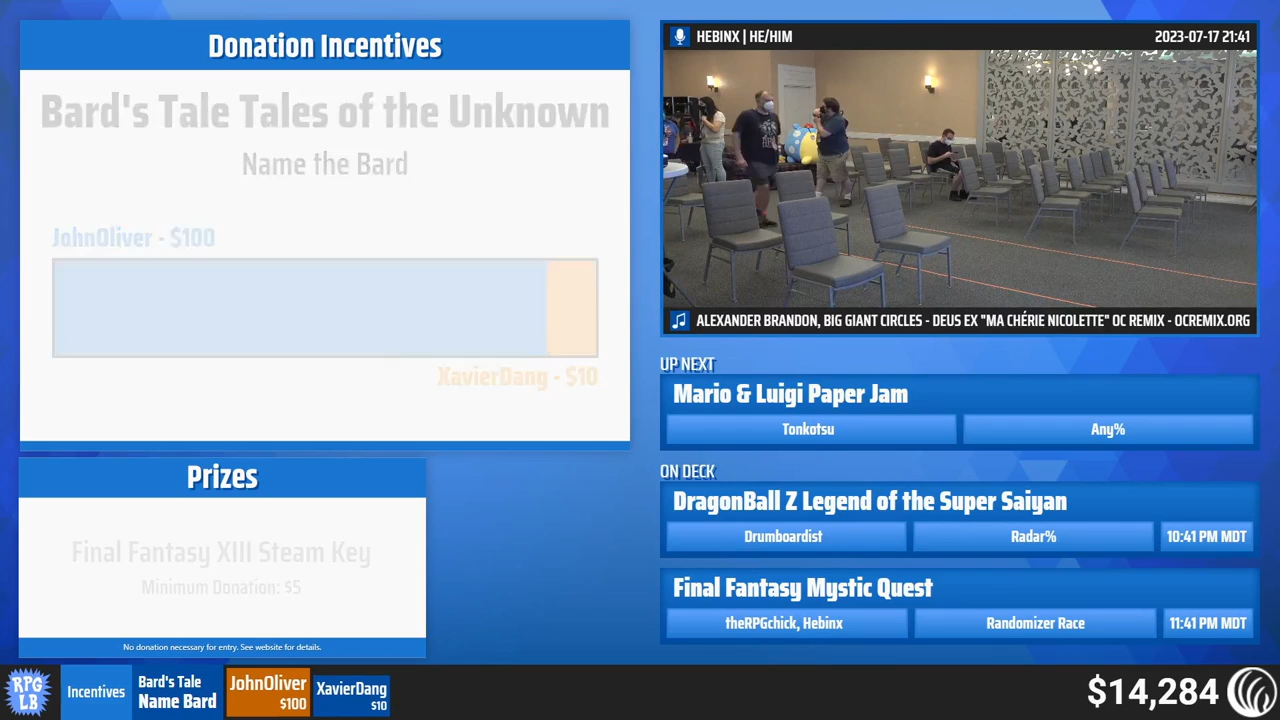 Donation Incentives
Bard's Tale Tales of the Unknown
Name the Bard
JohnOliver - $100
XavierDang - $10
Prizes
Final Fantasy XIII Steam Key
Minimum Donation: $5
No donation necessary for entry. See website for details.
HEBINX | HE/HIM
2023-07-17 21:41
ALEXANDER BRANDON, BIG GIANT CIRCLES - DEUS EX "MA CHÉRIE NICOLETTE" OC REMIX - OCREMIX.ORG
UP NEXT
Mario & Luigi Paper Jam
Tonkotsu
Any%
ON DECK
DragonBall Z Legend of the Super Saiyan
Drumboardist
Radar%
10:41 PM MDT
Final Fantasy Mystic Quest
theRPGchick, Hebinx
Randomizer Race
11:41 PM MDT
RPG
LB
Incentives
Bard's Tale
Name Bard
JohnOliver
$100
XavierDang
$10
$14,284